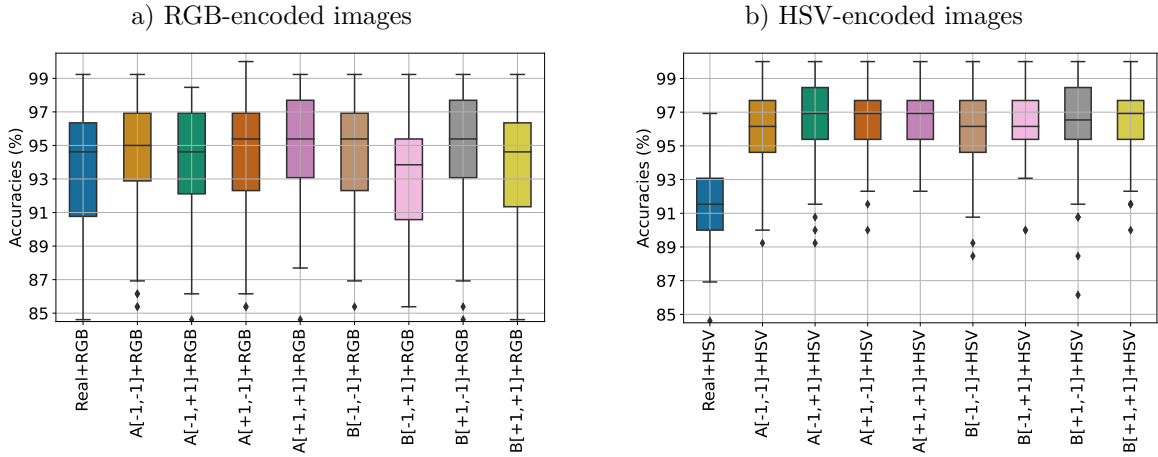 a) RGB-encoded images
b) HSV-encoded images
Accuracies (%)
99
97
95
93
91
89
87
85
Real+RGB
A[-1,-1]+RGB
A[-1,+1]+RGB
A[+1,-1]+RGB
A[+1,+1]+RGB
B[-1,-1]+RGB
B[-1,+1]+RGB
B[+1,-1]+RGB
B[+1,+1]+RGB
Accuracies (%)
99
97
95
93
91
89
87
85
Real+HSV
A[-1,-1]+HSV
A[-1,+1]+HSV
A[+1,-1]+HSV
A[+1,+1]+HSV
B[-1,-1]+HSV
B[-1,+1]+HSV
B[+1,-1]+HSV
B[+1,+1]+HSV